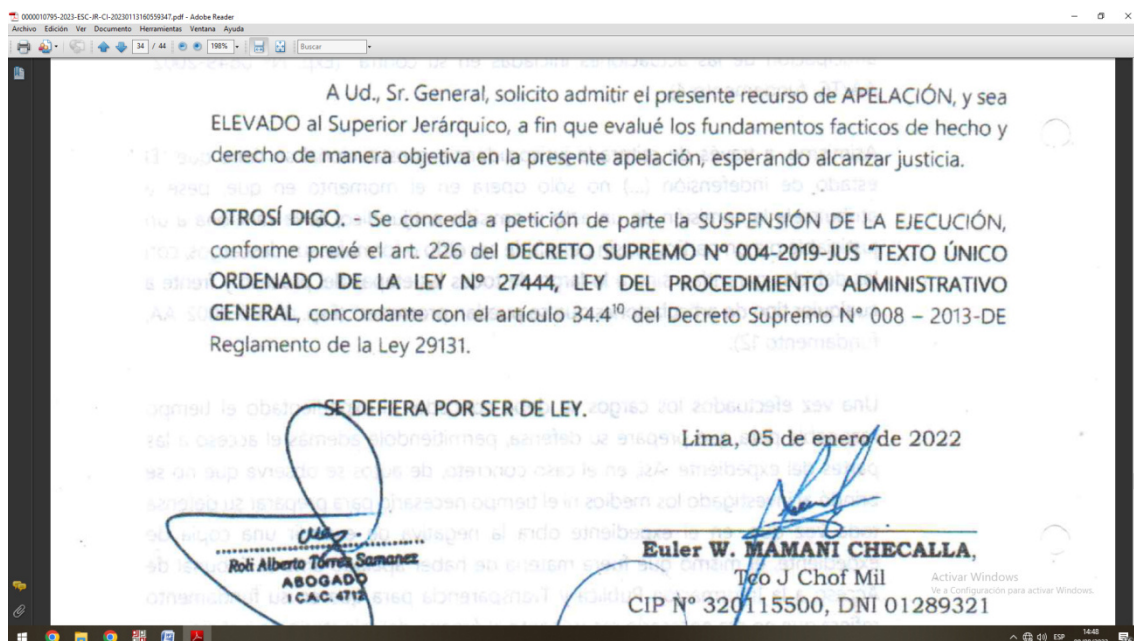 0000010795-2023-ESC-JR-CI-20230113160559347.pdf - Adobe Reader
Archivo Edición Ver Documento Herramientas Ventana Ayuda
34 / 44 198% Buscar
A Ud., Sr. General, solicito admitir el presente recurso de APELACIÓN, y sea
ELEVADO al Superior Jerárquico, a fin que evalué los fundamentos facticos de hecho y
derecho de manera objetiva en la presente apelación, esperando alcanzar justicia.
OTROSÍ DIGO. - Se conceda a petición de parte la SUSPENSIÓN DE LA EJECUCIÓN,
conforme prevé el art. 226 del DECRETO SUPREMO Nº 004-2019-JUS "TEXTO ÚNICO
ORDENADO DE LA LEY Nº 27444, LEY DEL PROCEDIMIENTO ADMINISTRATIVO
GENERAL, concordante con el artículo 34.4¹⁰ del Decreto Supremo N° 008 – 2013-DE
Reglamento de la Ley 29131.
SE DEFIERA POR SER DE LEY.
Lima, 05 de enero de 2022
Roli Alberto Torres Samanez
ABOGADO
I.C.A.C. 4712
Euler W. MAMANI CHECALLA,
Tco J Chof Mil
CIP Nº 320115500, DNI 01289321
Activar Windows
Ve a Configuración para activar Windows.
ESP 14:48